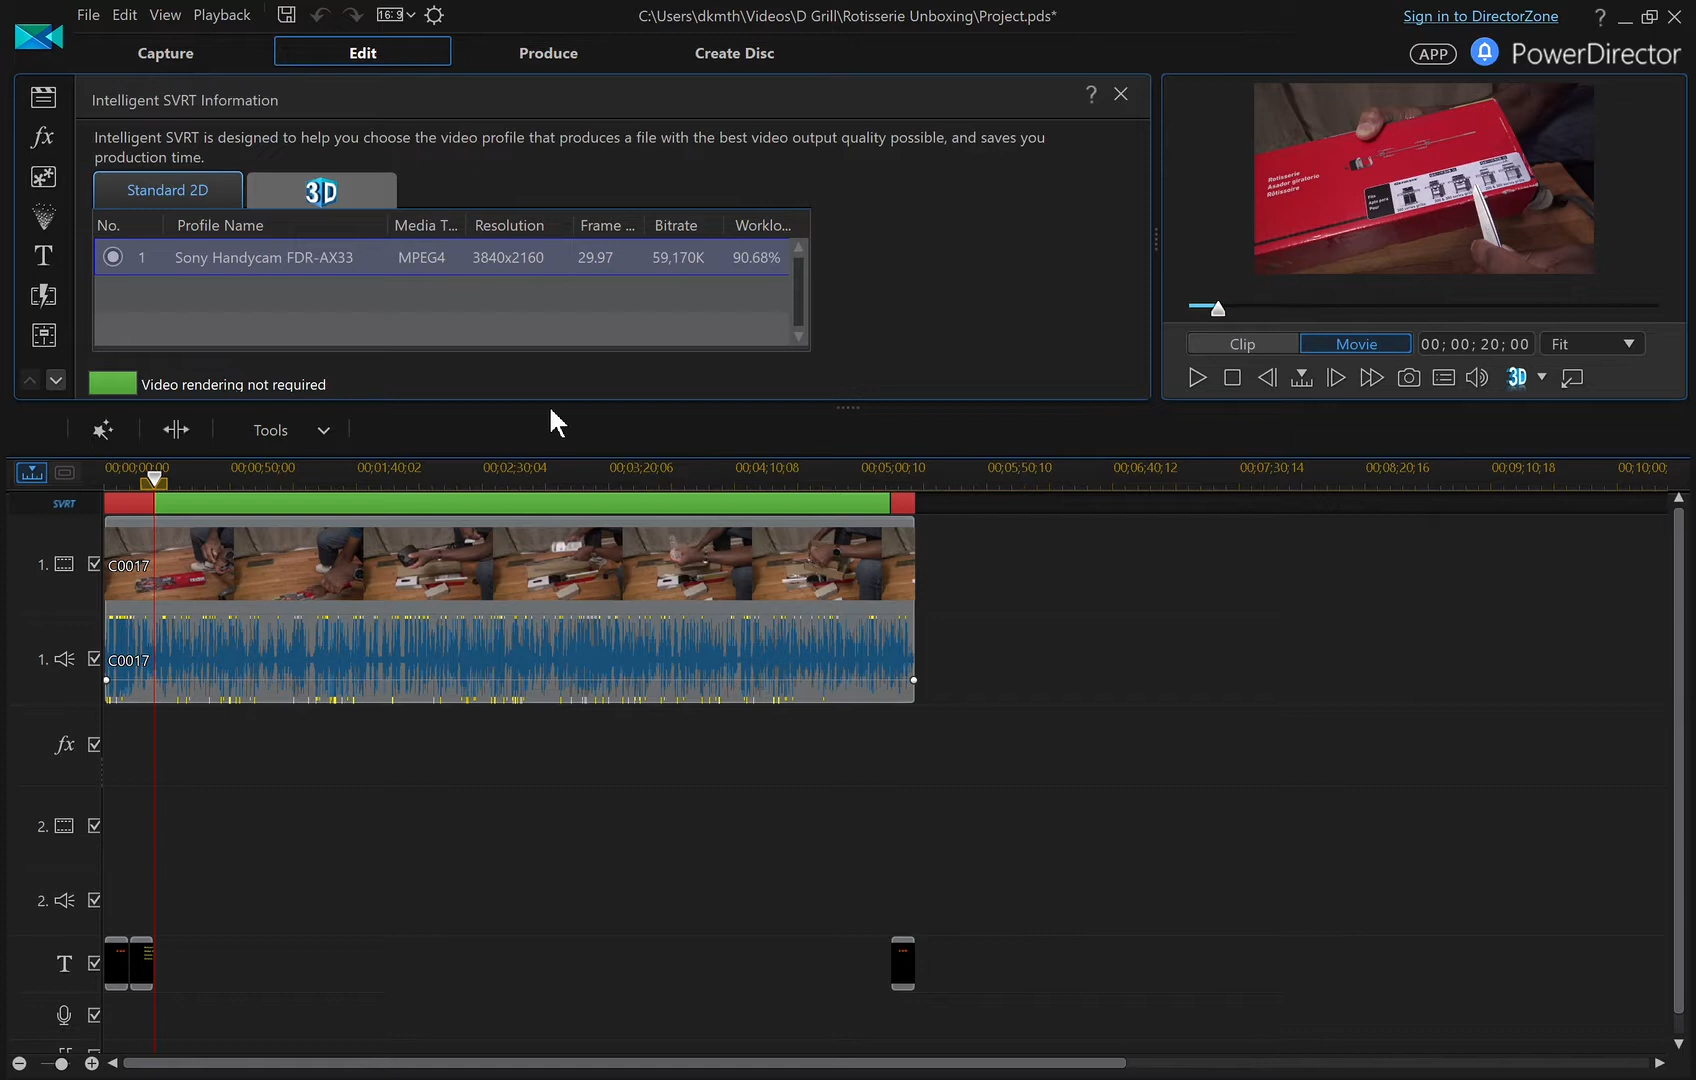 File Edit View Playback 16:9 C:\Users\dkmth\Videos\D Grill\Rotisserie Unboxing\Project.pds* Sign in to DirectorZone ?
Capture Edit Produce Create Disc APP PowerDirector
Intelligent SVRT Information ?
Intelligent SVRT is designed to help you choose the video profile that produces a file with the best video output quality possible, and saves you
production time.
Standard 2D 3D
No. Profile Name Media T... Resolution Frame ... Bitrate Worklo...
1 Sony Handycam FDR-AX33 MPEG4 3840x2160 29.97 59,170K 90.68%
Video rendering not required
fx
T
Rotisserie
Asador giratorio
Rôtissoire
Clip Movie 00; 00; 20; 00 Fit
3D
Tools
00;00;00;00 00;00;50;00 00;01;40;02 00;02;30;04 00;03;20;06 00;04;10;08 00;05;00;10 00;05;50;10 00;06;40;12 00;07;30;14 00;08;20;16 00;09;10;18 00;10;00;
SVRT
1. C0017
1. C0017
fx
2.
2.
T